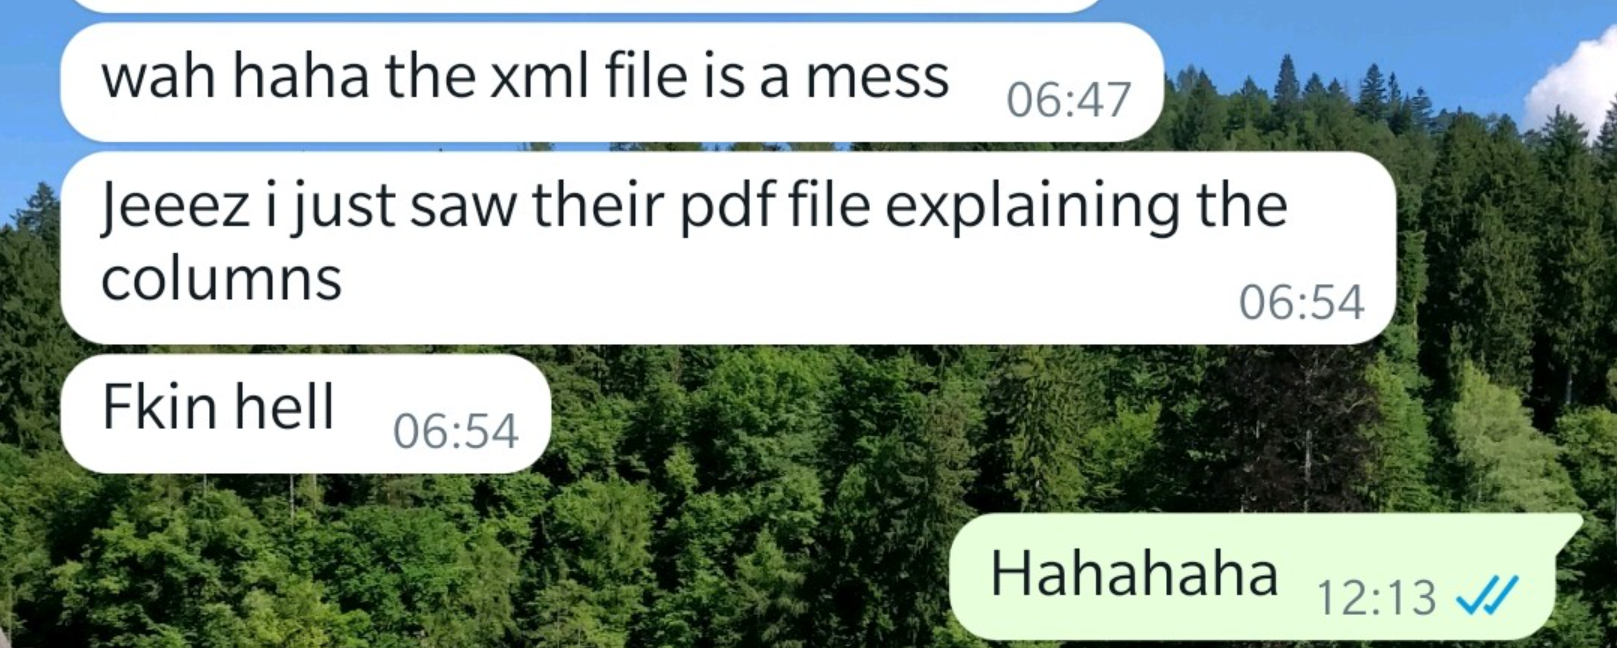 wah haha the xml file is a mess 06:47
Jeeez i just saw their pdf file explaining the
columns 06:54
Fkin hell 06:54
Hahahaha 12:13